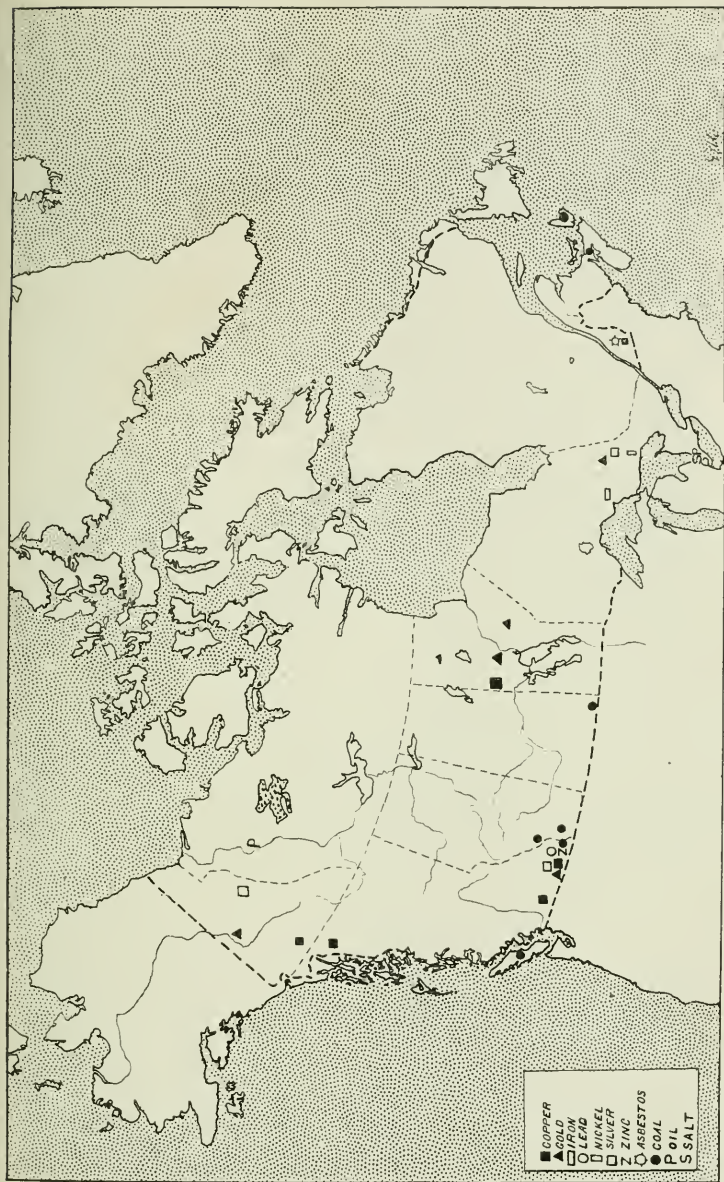 ■ COPPER
▲ GOLD
▭ IRON
○ LEAD
▯ NICKEL
□ SILVER
Z ZINC
☆ ASBESTOS
● COAL
P OIL
S SALT
P
Z
S